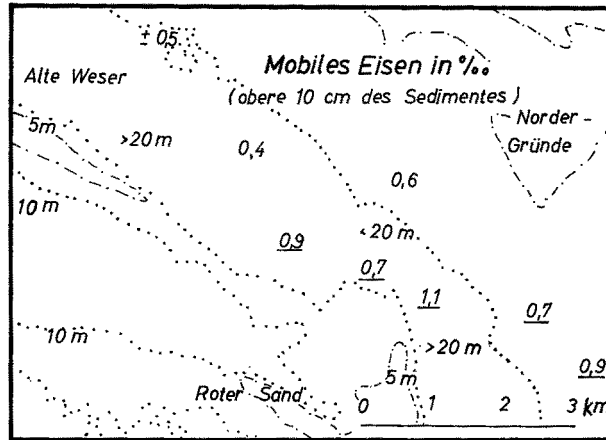 ± 0,5
Mobiles Eisen in ‰
Alte Weser
(obere 10 cm des Sedimentes)
5m
>20 m
Norder-
Gründe
0,4
0,6
10 m
<20 m
0,9
0,7
1,1
0,7
10 m
>20 m
0,9
5 m
Roter Sand
0 1 2 3 km